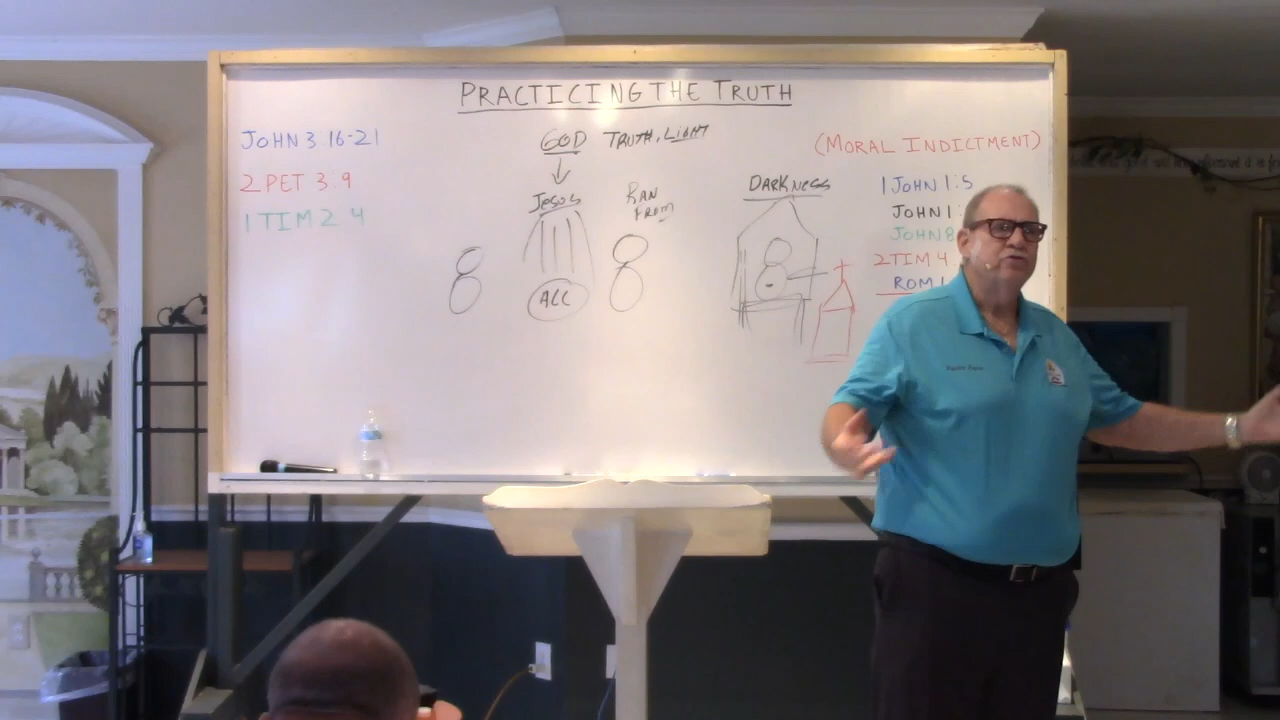 PRACTICING THE TRUTH
JOHN 3 16-21
2 PET 3:9
1 TIM 2 4
GOD TRUTH, LIGHT
JESUS
RAN
FROM
ALL
DARKNESS
(MORAL INDICTMENT)
1 JOHN 1:5
JOHN 1:
JOHN 8
2 TIM 4
ROM 1